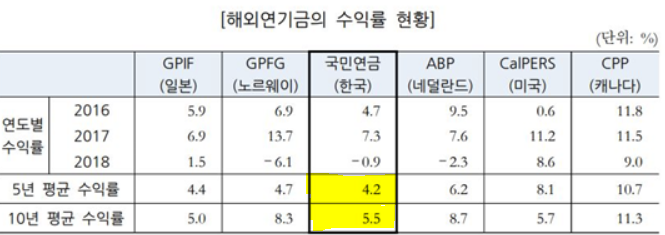 [해외연기금의 수익률 현황]
(단위: %)
GPIF GPFG 국민연금 ABP CalPERS CPP
(일본) (노르웨이) (한국) (네덜란드) (미국) (캐나다)
연도별 수익률
2016 5.9 6.9 4.7 9.5 0.6 11.8
2017 6.9 13.7 7.3 7.6 11.2 11.5
2018 1.5 -6.1 -0.9 -2.3 8.6 9.0
5년 평균 수익률 4.4 4.7 4.2 6.2 8.1 10.7
10년 평균 수익률 5.0 8.3 5.5 8.7 5.7 11.3